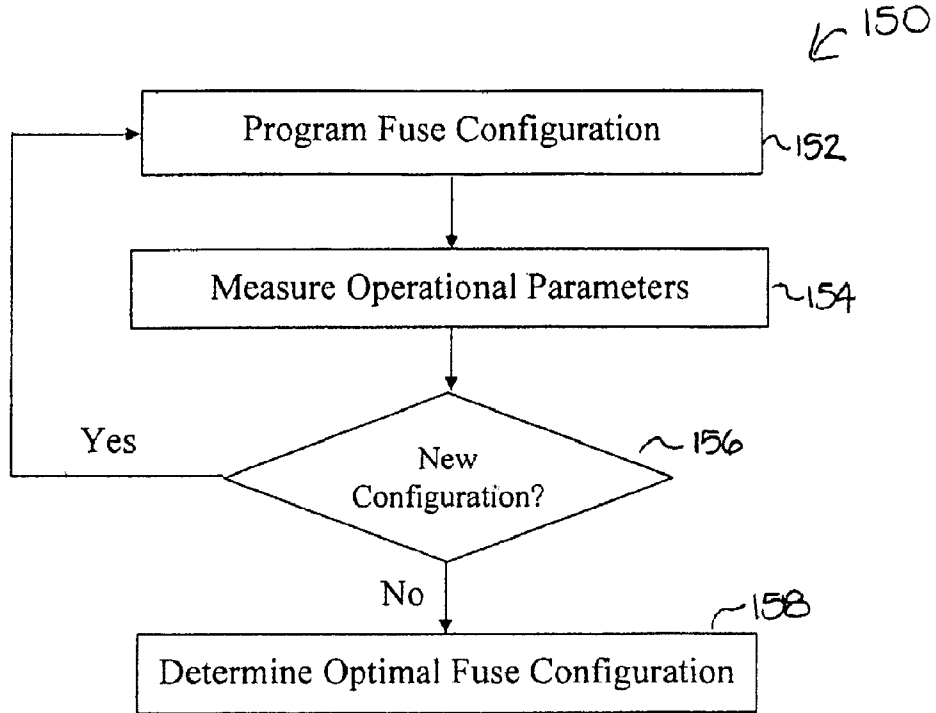 150
Program Fuse Configuration
152
Measure Operational Parameters
154
Yes
156
New
Configuration?
No
158
Determine Optimal Fuse Configuration